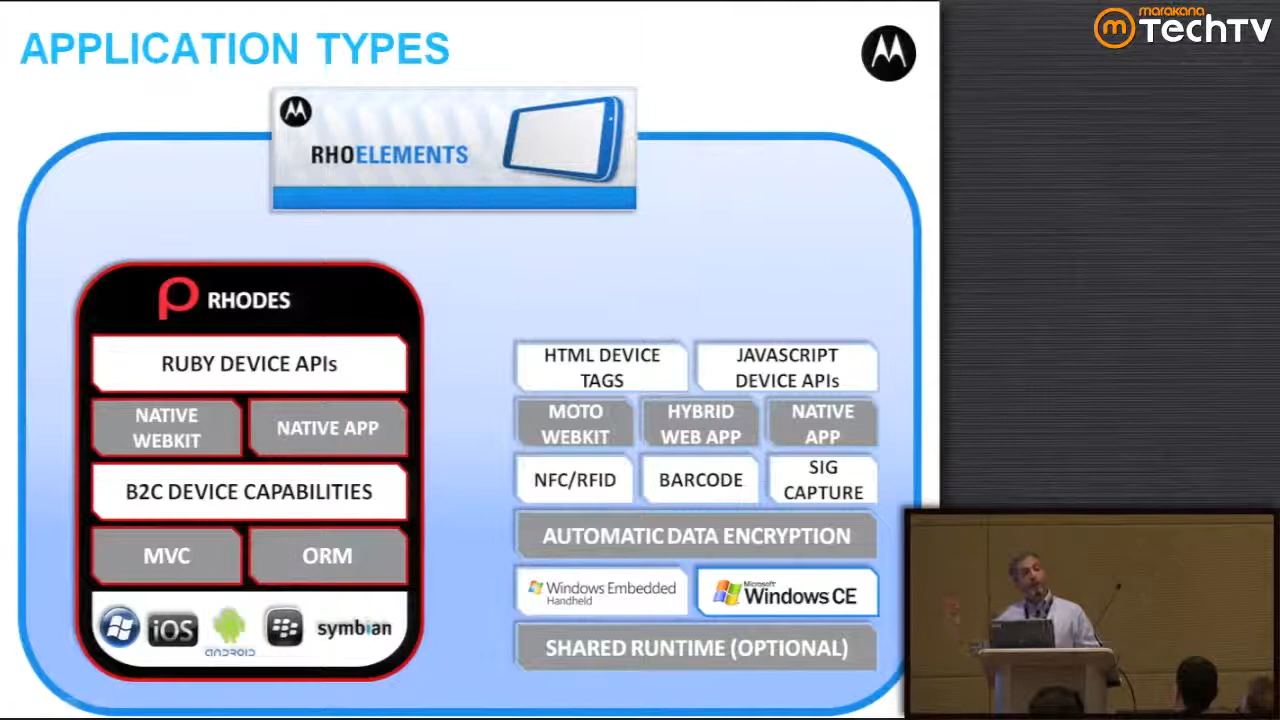 APPLICATION TYPES
marakana
TechTV
RHOELEMENTS
RHODES
RUBY DEVICE APIs
NATIVE
WEBKIT
NATIVE APP
B2C DEVICE CAPABILITIES
MVC
ORM
iOS
ANDROID
symbian
HTML DEVICE
TAGS
JAVASCRIPT
DEVICE APIs
MOTO
WEBKIT
HYBRID
WEB APP
NATIVE
APP
NFC/RFID
BARCODE
SIG
CAPTURE
AUTOMATIC DATA ENCRYPTION
Windows Embedded
Handheld
Microsoft
Windows CE
SHARED RUNTIME (OPTIONAL)